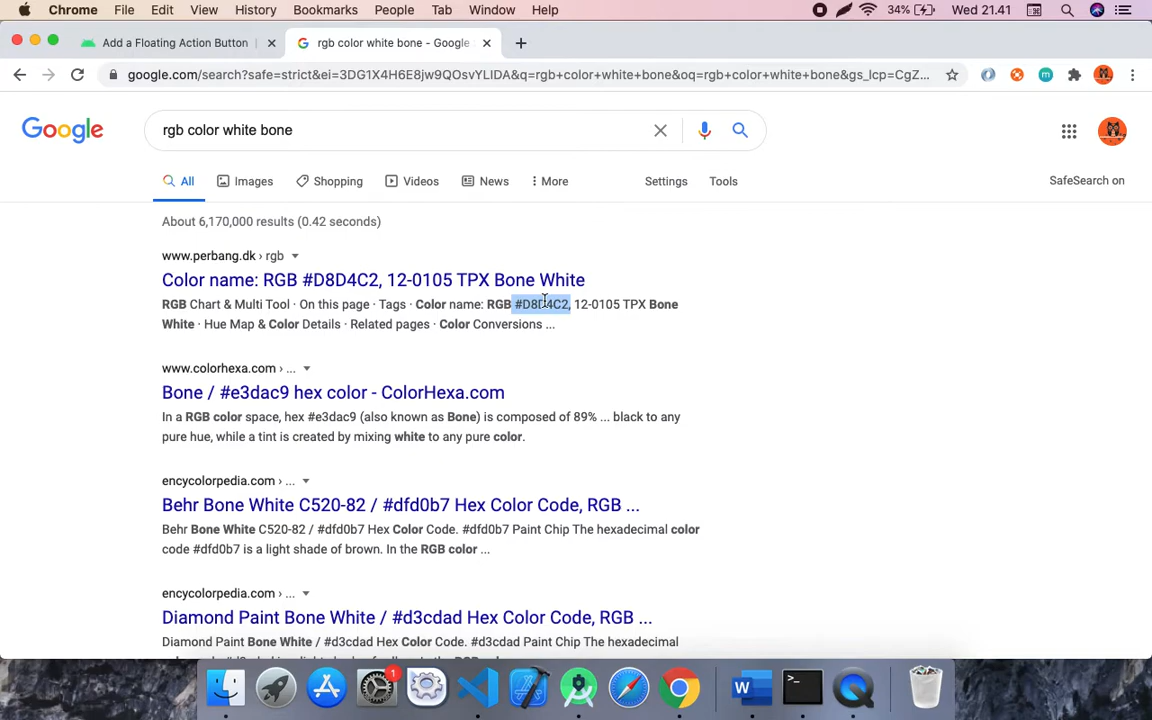 Chrome File Edit View History Bookmarks People Tab Window Help 34% Wed 21.41
Add a Floating Action Button rgb color white bone - Google
google.com/search?safe=strict&ei=3DG1X4H6E8jw9QOsvYLIDA&q=rgb+color+white+bone&oq=rgb+color+white+bone&gs_lcp=CgZ...
Google rgb color white bone
All Images Shopping Videos News More Settings Tools SafeSearch on
About 6,170,000 results (0.42 seconds)
www.perbang.dk › rgb
Color name: RGB #D8D4C2, 12-0105 TPX Bone White
RGB Chart & Multi Tool · On this page · Tags · Color name: RGB #D8D4C2, 12-0105 TPX Bone
White · Hue Map & Color Details · Related pages · Color Conversions ...
www.colorhexa.com › ...
Bone / #e3dac9 hex color - ColorHexa.com
In a RGB color space, hex #e3dac9 (also known as Bone) is composed of 89% ... black to any
pure hue, while a tint is created by mixing white to any pure color.
encycolorpedia.com › ...
Behr Bone White C520-82 / #dfd0b7 Hex Color Code, RGB ...
Behr Bone White C520-82 / #dfd0b7 Hex Color Code. #dfd0b7 Paint Chip The hexadecimal color
code #dfd0b7 is a light shade of brown. In the RGB color ...
encycolorpedia.com › ...
Diamond Paint Bone White / #d3cdad Hex Color Code, RGB ...
Diamond Paint Bone White / #d3cdad Hex Color Code. #d3cdad Paint Chip The hexadecimal
1
W